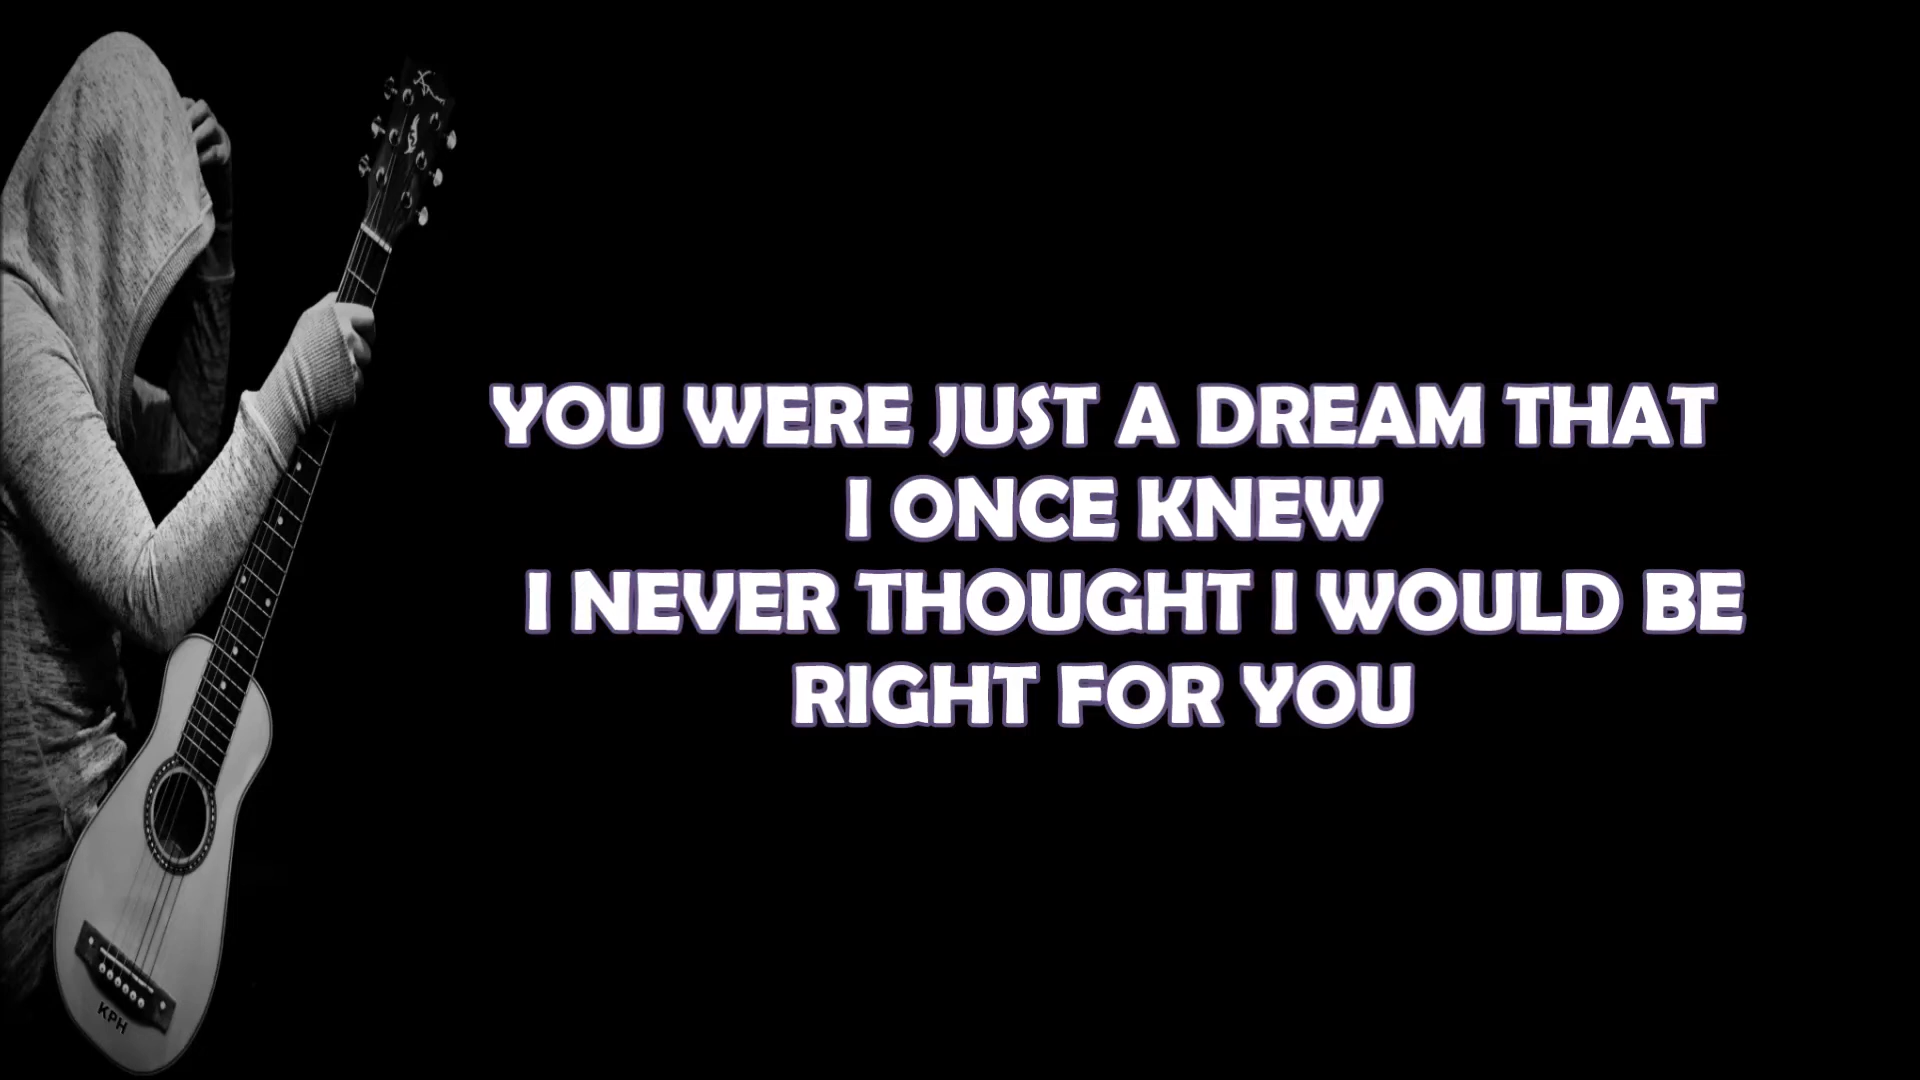 YOU WERE JUST A DREAM THAT
I ONCE KNEW
I NEVER THOUGHT I WOULD BE
RIGHT FOR YOU
KPH